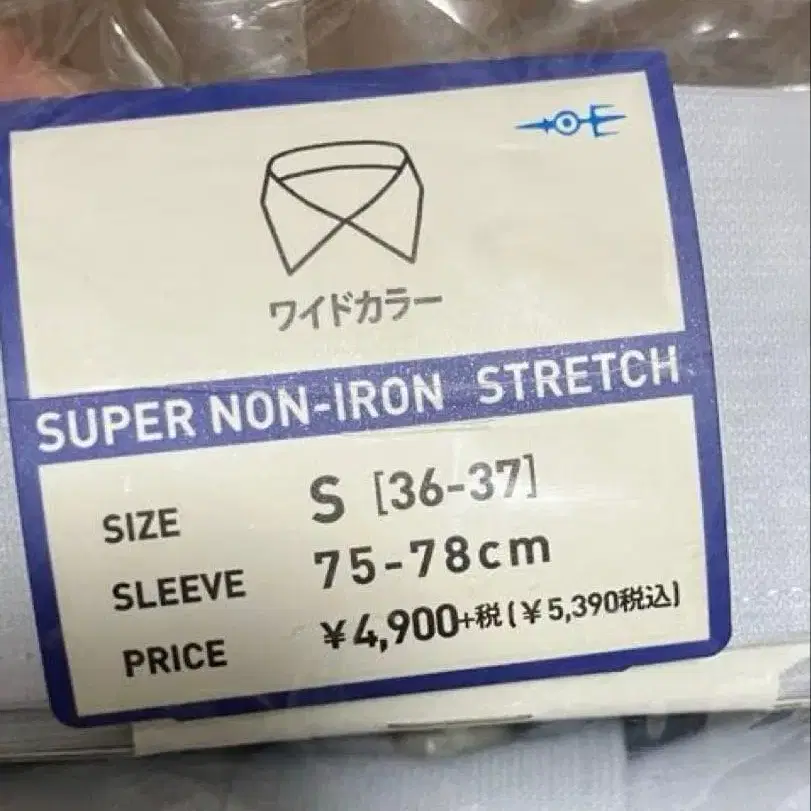 ワイドカラー
SUPER NON-IRON STRETCH
SIZE S [36-37]
SLEEVE 75-78cm
PRICE ¥4,900+税(¥5,390税込)